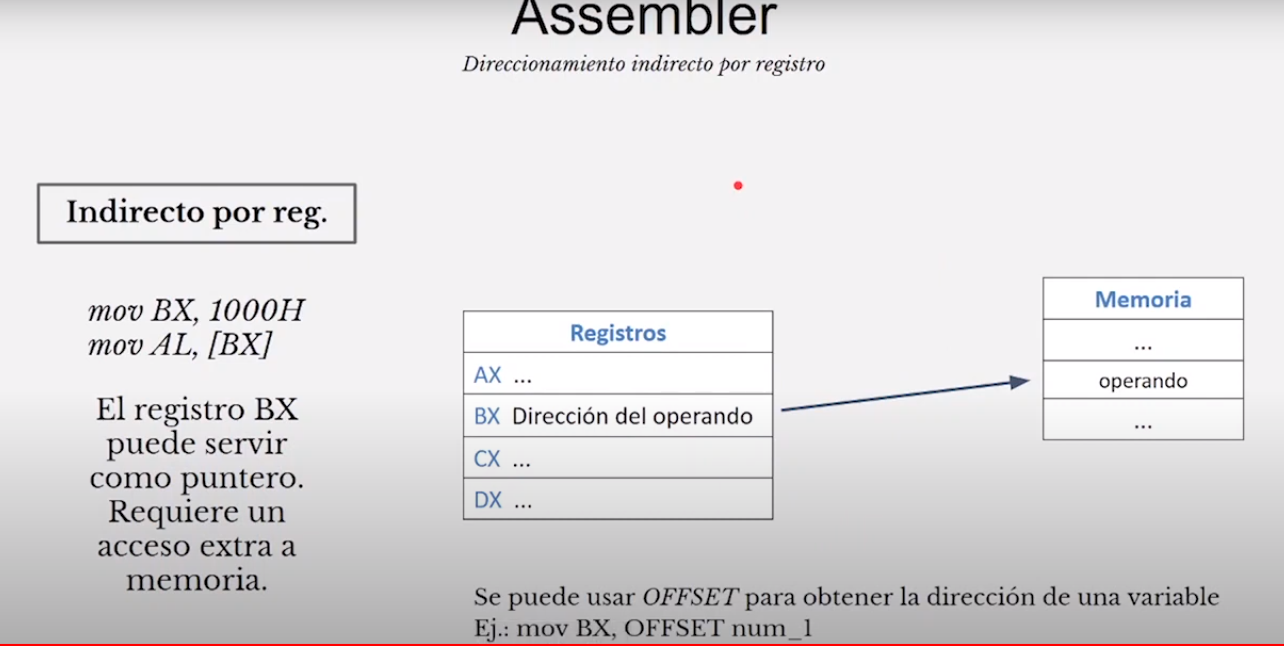 Assembler
Direccionamiento indirecto por registro
Indirecto por reg.
mov BX, 1000H
mov AL, [BX]
El registro BX
puede servir
como puntero.
Requiere un
acceso extra a
memoria.
Registros
AX ...
BX Dirección del operando
CX ...
DX ...
Memoria
...
operando
...
Se puede usar OFFSET para obtener la dirección de una variable
Ej.: mov BX, OFFSET num_1